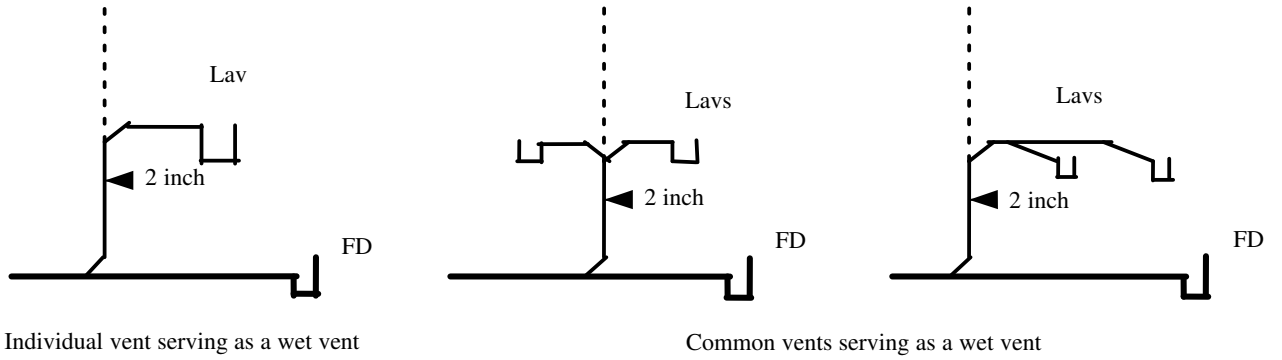 Lav
2 inch
FD
Lavs
2 inch
FD
Lavs
2 inch
FD
Individual vent serving as a wet vent
Common vents serving as a wet vent